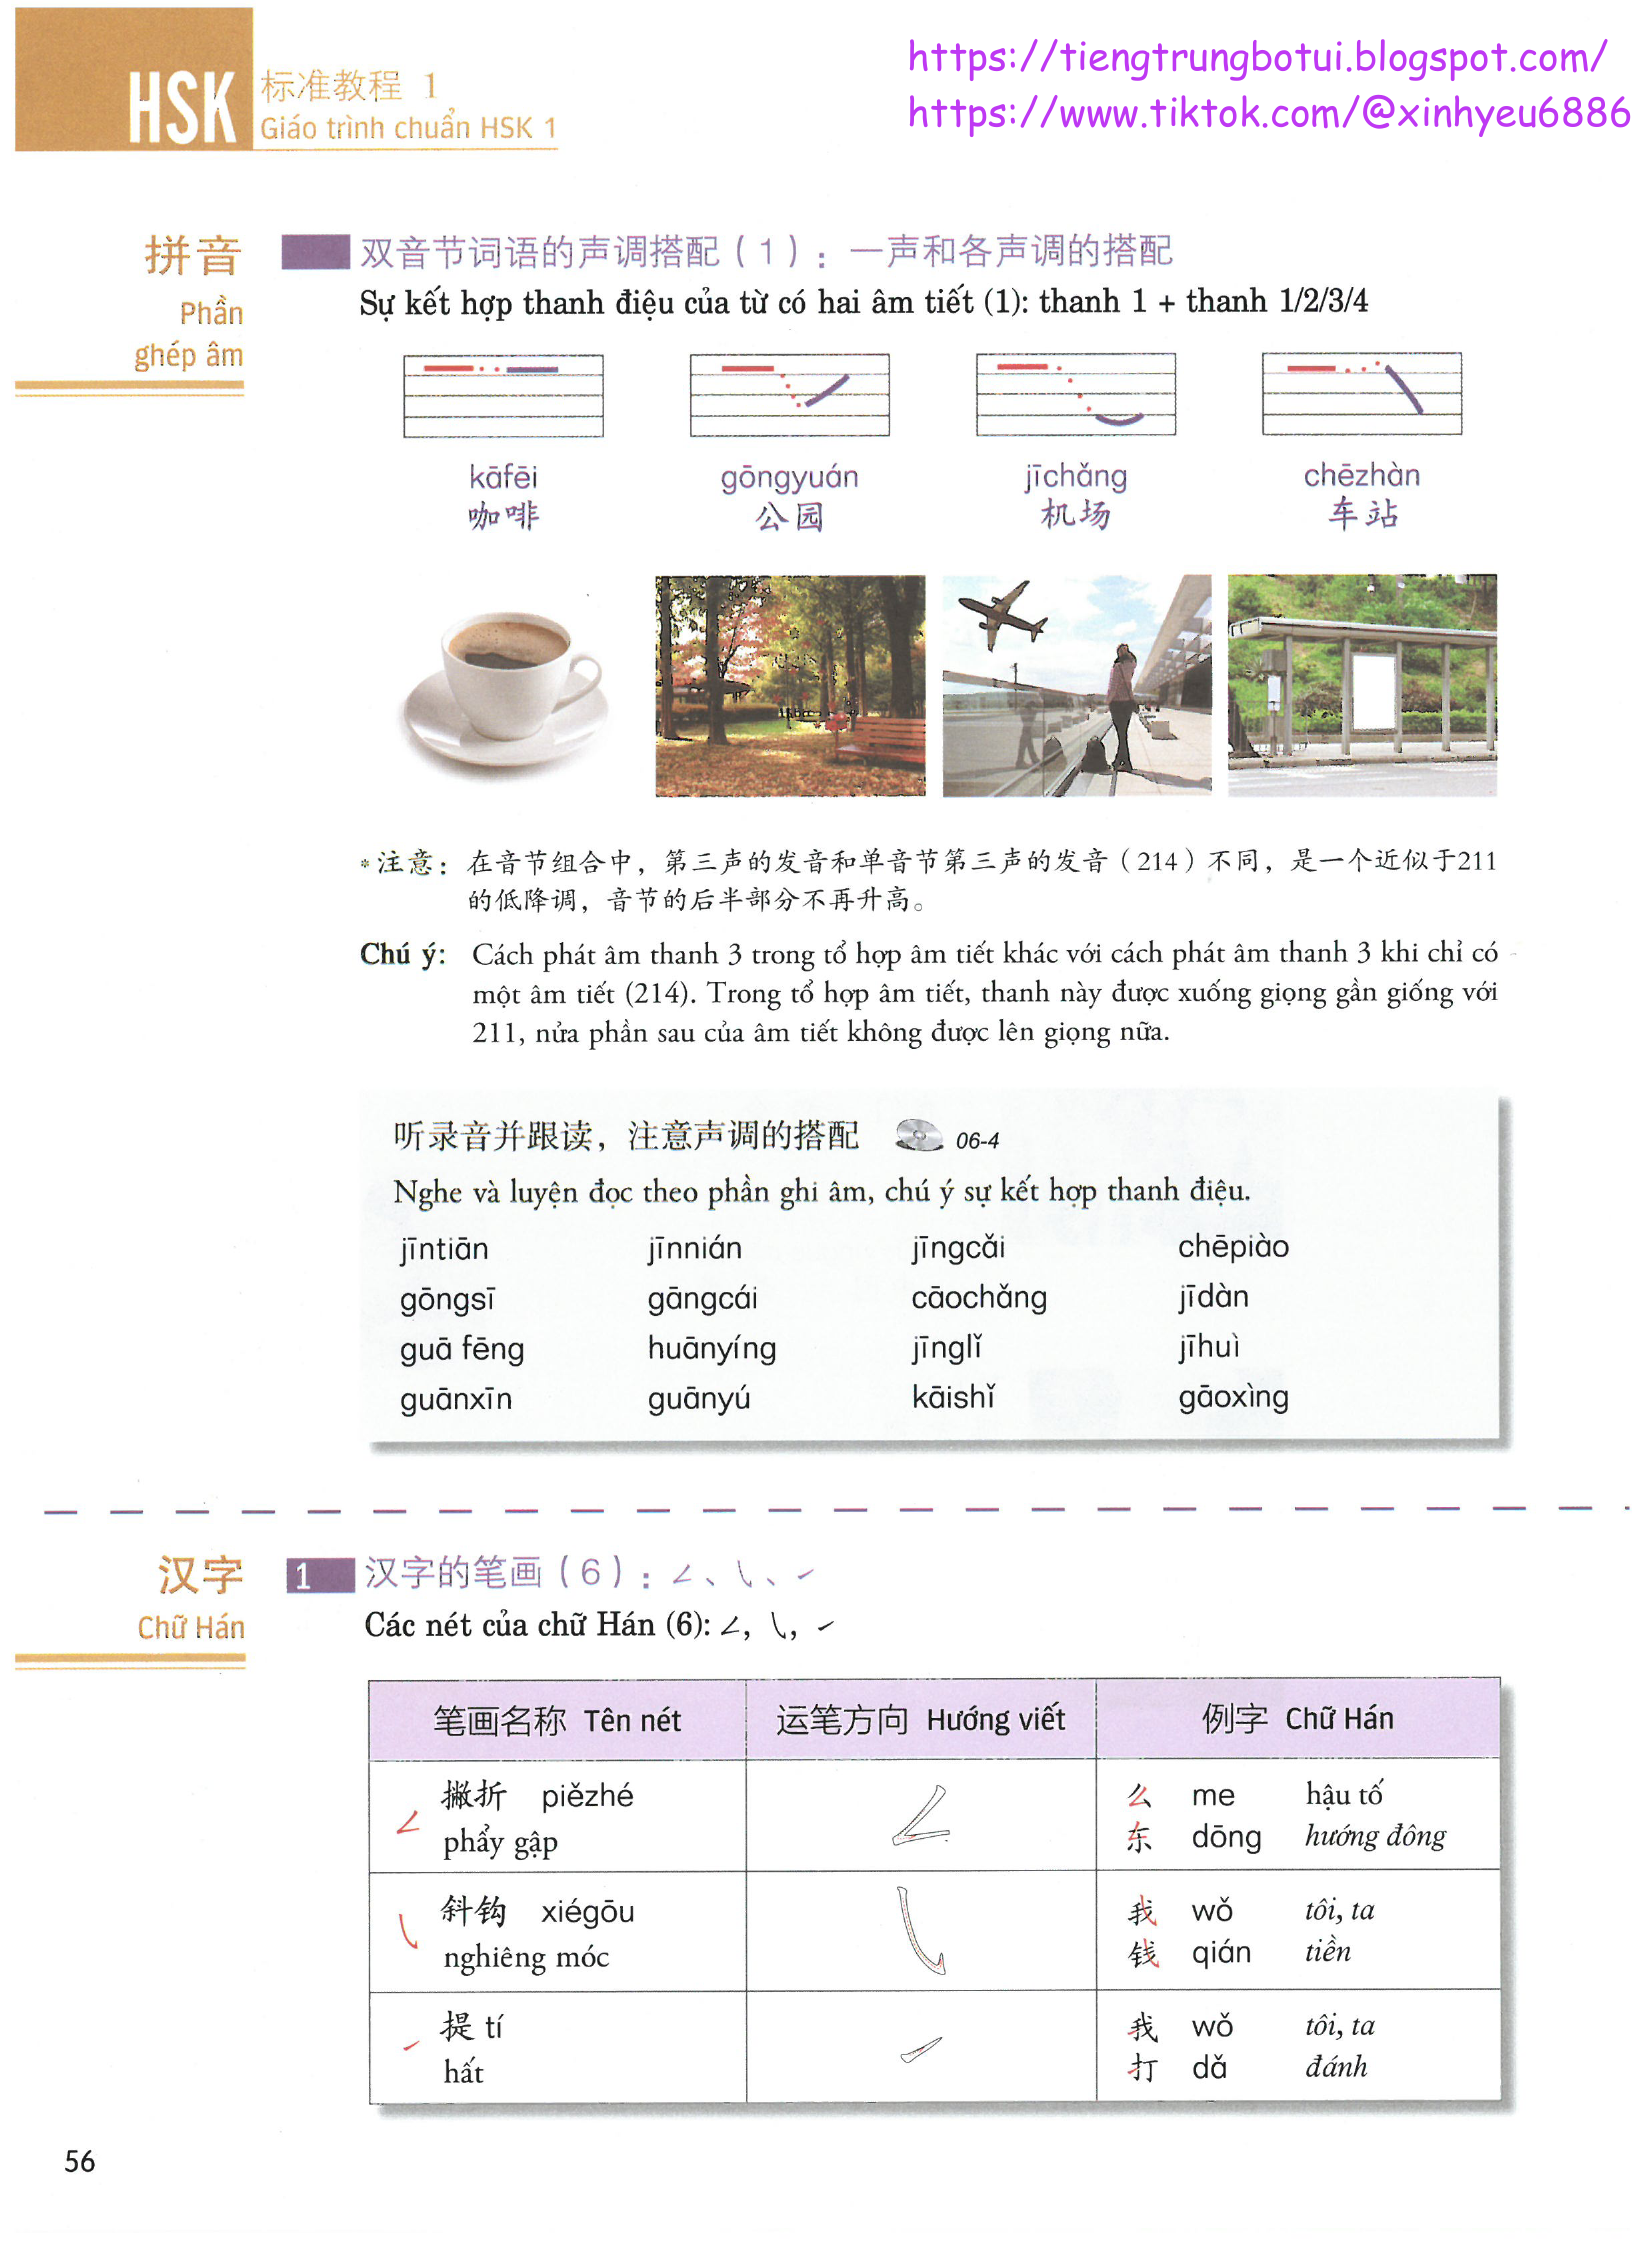 https://tiengtrungbotui.blogspot.com/
https://www.tiktok.com/@xinhyeu6886
HSK 标准教程 1
Giáo trình chuẩn HSK 1
拼音
Phần
ghép âm
双音节词语的声调搭配（1）：一声和各声调的搭配
Sự kết hợp thanh điệu của từ có hai âm tiết (1): thanh 1 + thanh 1/2/3/4
kāfēi gōngyuán jīchǎng chēzhàn
咖啡 公园 机场 车站
*注意：在音节组合中，第三声的发音和单音节第三声的发音（214）不同，是一个近似于211
的低降调，音节的后半部分不再升高。
Chú ý: Cách phát âm thanh 3 trong tổ hợp âm tiết khác với cách phát âm thanh 3 khi chỉ có
một âm tiết (214). Trong tổ hợp âm tiết, thanh này được xuống giọng gần giống với
211, nửa phần sau của âm tiết không được lên giọng nữa.
听录音并跟读，注意声调的搭配 06-4
Nghe và luyện đọc theo phần ghi âm, chú ý sự kết hợp thanh điệu.
jīntiān jīnnián jīngcǎi chēpiào
gōngsī gāngcái cāochǎng jīdàn
guā fēng huānyíng jīnglǐ jīhuì
guānxīn guānyú kāishǐ gāoxìng
汉字
Chữ Hán
1 汉字的笔画（6）：㇜、㇂、㇀
Các nét của chữ Hán (6): ㇜, ㇂, ㇀
笔画名称 Tên nét 运笔方向 Hướng viết 例字 Chữ Hán
㇜ 撇折 piězhé
phẩy gập
么 me hậu tố
东 dōng hướng đông
㇂ 斜钩 xiégōu
nghiêng móc
我 wǒ tôi, ta
钱 qián tiền
㇀ 提 tí
hất
我 wǒ tôi, ta
打 dǎ đánh
56